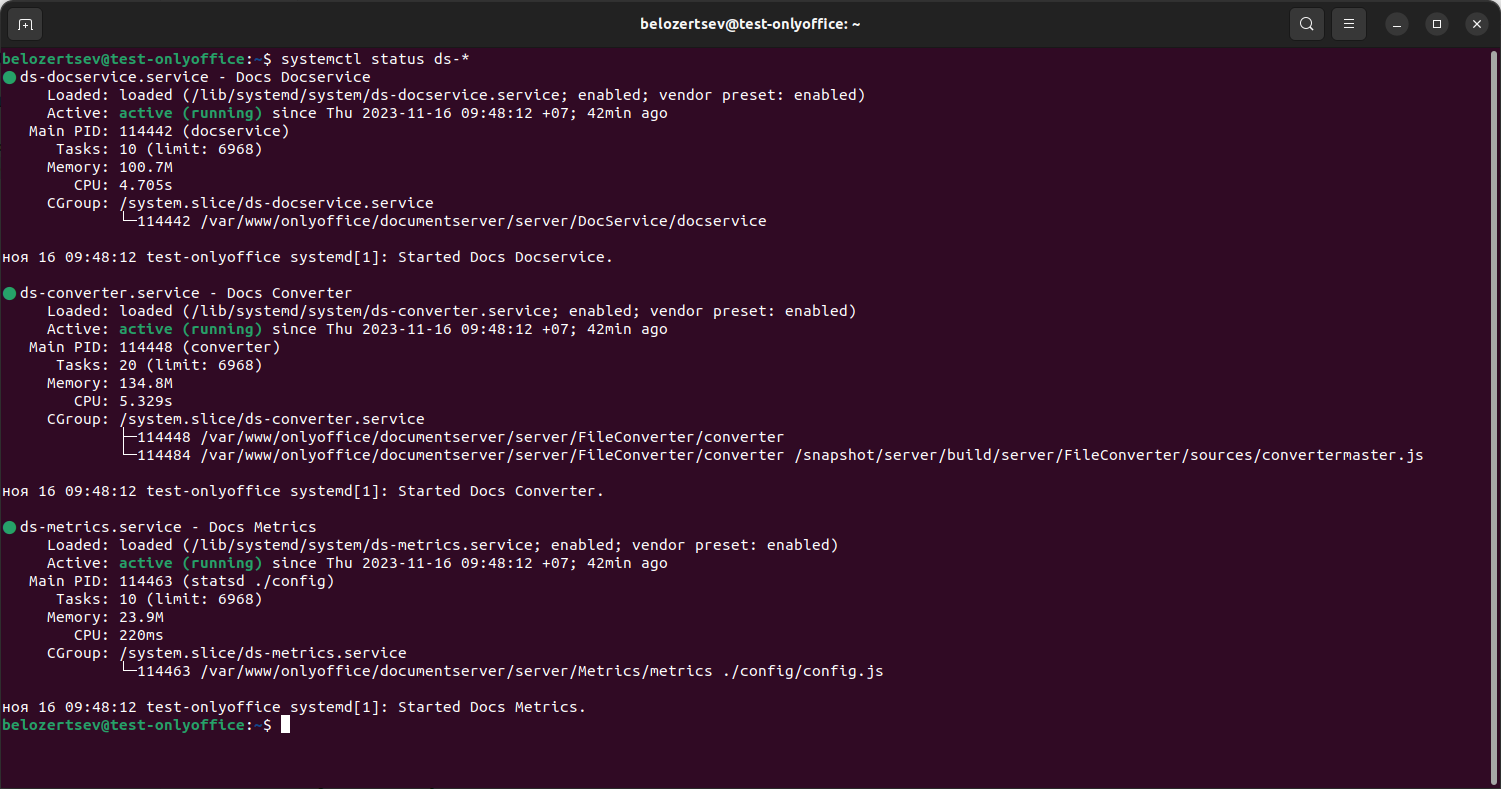 belozertsev@test-onlyoffice: ~
belozertsev@test-onlyoffice:~$ systemctl status ds-*
● ds-docservice.service - Docs Docservice
     Loaded: loaded (/lib/systemd/system/ds-docservice.service; enabled; vendor preset: enabled)
     Active: active (running) since Thu 2023-11-16 09:48:12 +07; 42min ago
   Main PID: 114442 (docservice)
      Tasks: 10 (limit: 6968)
     Memory: 100.7M
        CPU: 4.705s
     CGroup: /system.slice/ds-docservice.service
             └─114442 /var/www/onlyoffice/documentserver/server/DocService/docservice
ноя 16 09:48:12 test-onlyoffice systemd[1]: Started Docs Docservice.
● ds-converter.service - Docs Converter
     Loaded: loaded (/lib/systemd/system/ds-converter.service; enabled; vendor preset: enabled)
     Active: active (running) since Thu 2023-11-16 09:48:12 +07; 42min ago
   Main PID: 114448 (converter)
      Tasks: 20 (limit: 6968)
     Memory: 134.8M
        CPU: 5.329s
     CGroup: /system.slice/ds-converter.service
             ├─114448 /var/www/onlyoffice/documentserver/server/FileConverter/converter
             └─114484 /var/www/onlyoffice/documentserver/server/FileConverter/converter /snapshot/server/build/server/FileConverter/sources/convertermaster.js
ноя 16 09:48:12 test-onlyoffice systemd[1]: Started Docs Converter.
● ds-metrics.service - Docs Metrics
     Loaded: loaded (/lib/systemd/system/ds-metrics.service; enabled; vendor preset: enabled)
     Active: active (running) since Thu 2023-11-16 09:48:12 +07; 42min ago
   Main PID: 114463 (statsd ./config)
      Tasks: 10 (limit: 6968)
     Memory: 23.9M
        CPU: 220ms
     CGroup: /system.slice/ds-metrics.service
             └─114463 /var/www/onlyoffice/documentserver/server/Metrics/metrics ./config/config.js
ноя 16 09:48:12 test-onlyoffice systemd[1]: Started Docs Metrics.
belozertsev@test-onlyoffice:~$